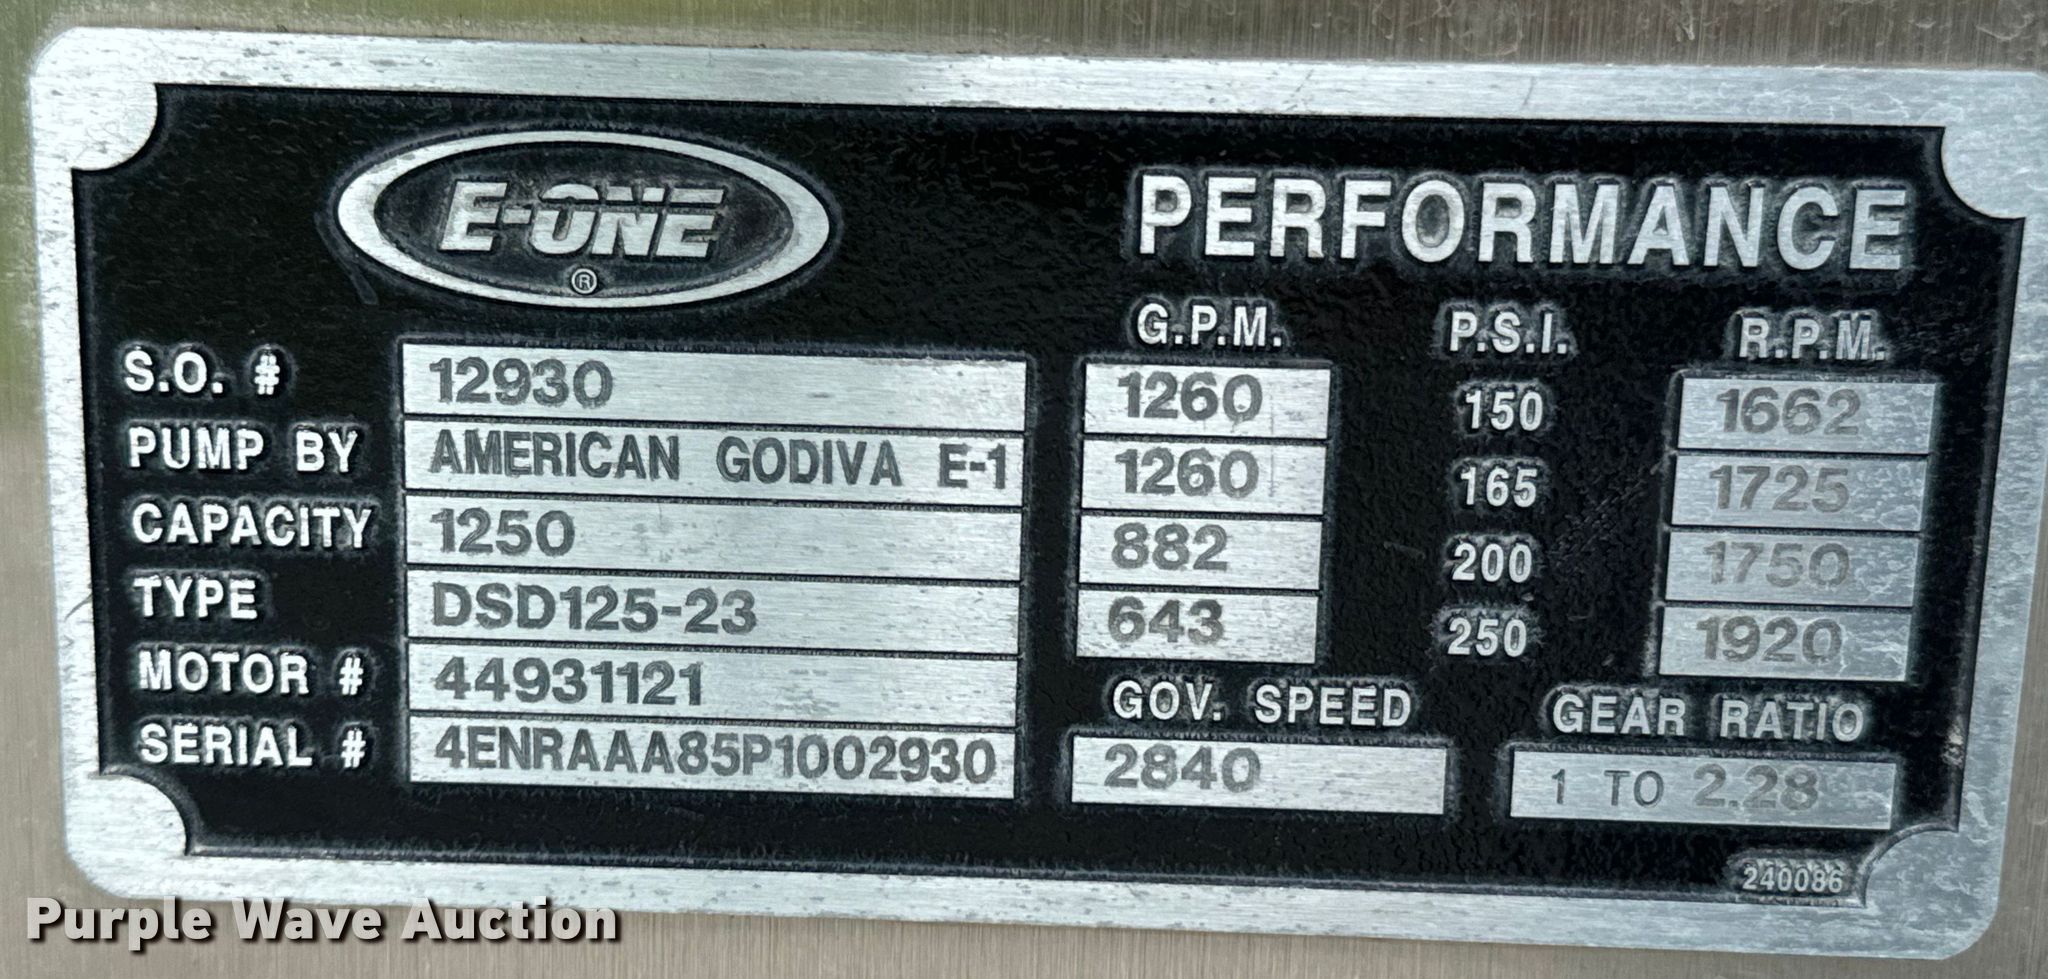 E-ONE
®
PERFORMANCE
G.P.M. P.S.I. R.P.M.
S.O. # 12930 1260 150 1662
PUMP BY AMERICAN GODIVA E-1 1260 165 1725
CAPACITY 1250 882 200 1750
TYPE DSD125-23 643 250 1920
MOTOR # 44931121 GOV. SPEED GEAR RATIO
SERIAL # 4ENRAAA85P1002930 2840 1 TO 2.28
240086
Purple Wave Auction